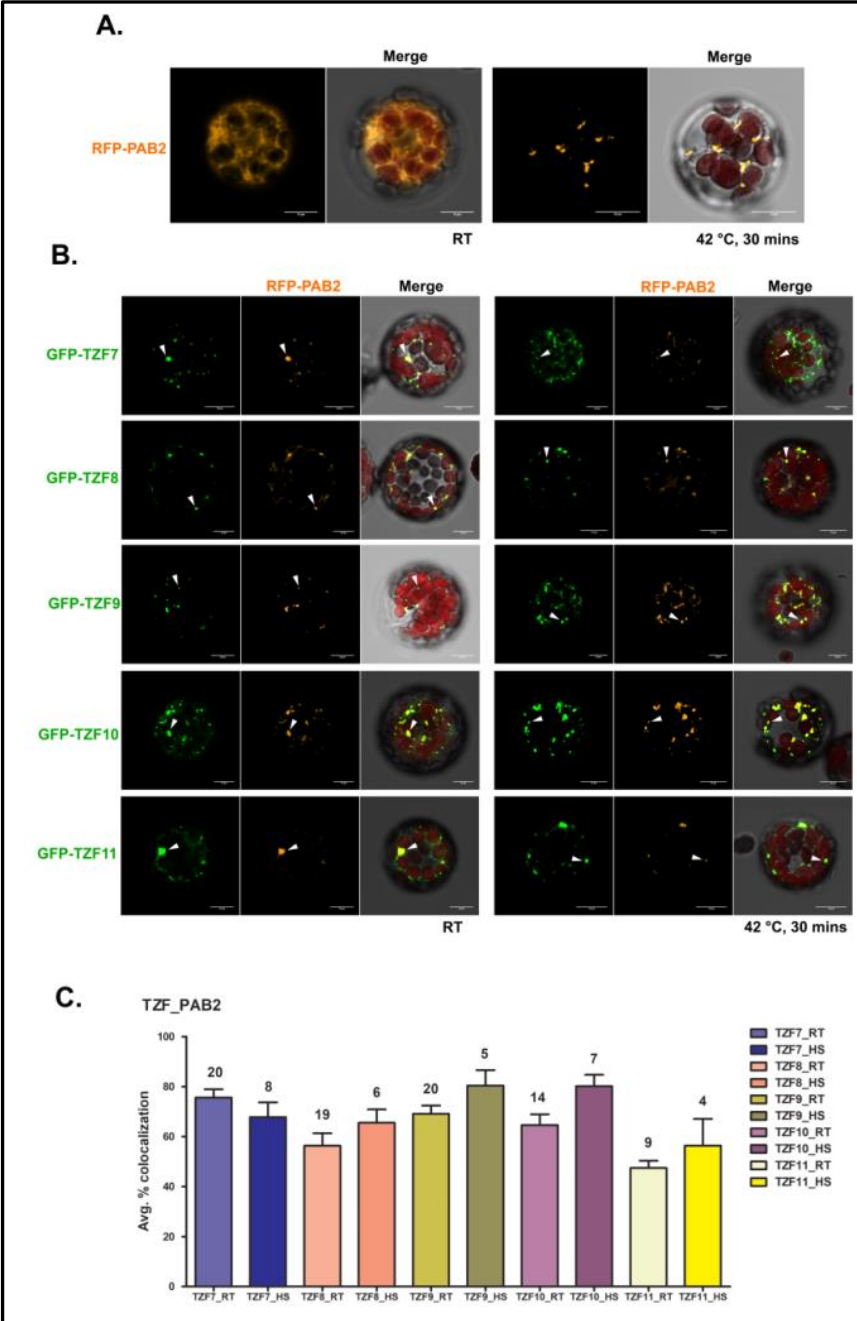 A.
Merge
Merge
RFP-PAB2
RT
42 °C, 30 mins
B.
RFP-PAB2
Merge
RFP-PAB2
Merge
GFP-TZF7
GFP-TZF8
GFP-TZF9
GFP-TZF10
GFP-TZF11
RT
42 °C, 30 mins
C.
TZF_PAB2
Avg. % colocalization
100
80
60
40
20
0
20
8
19
6
20
5
14
7
9
4
TZF7_RT
TZF7_HS
TZF8_RT
TZF8_HS
TZF9_RT
TZF9_HS
TZF10_RT
TZF10_HS
TZF11_RT
TZF11_HS
TZF7_RT
TZF7_HS
TZF8_RT
TZF8_HS
TZF9_RT
TZF9_HS
TZF10_RT
TZF10_HS
TZF11_RT
TZF11_HS